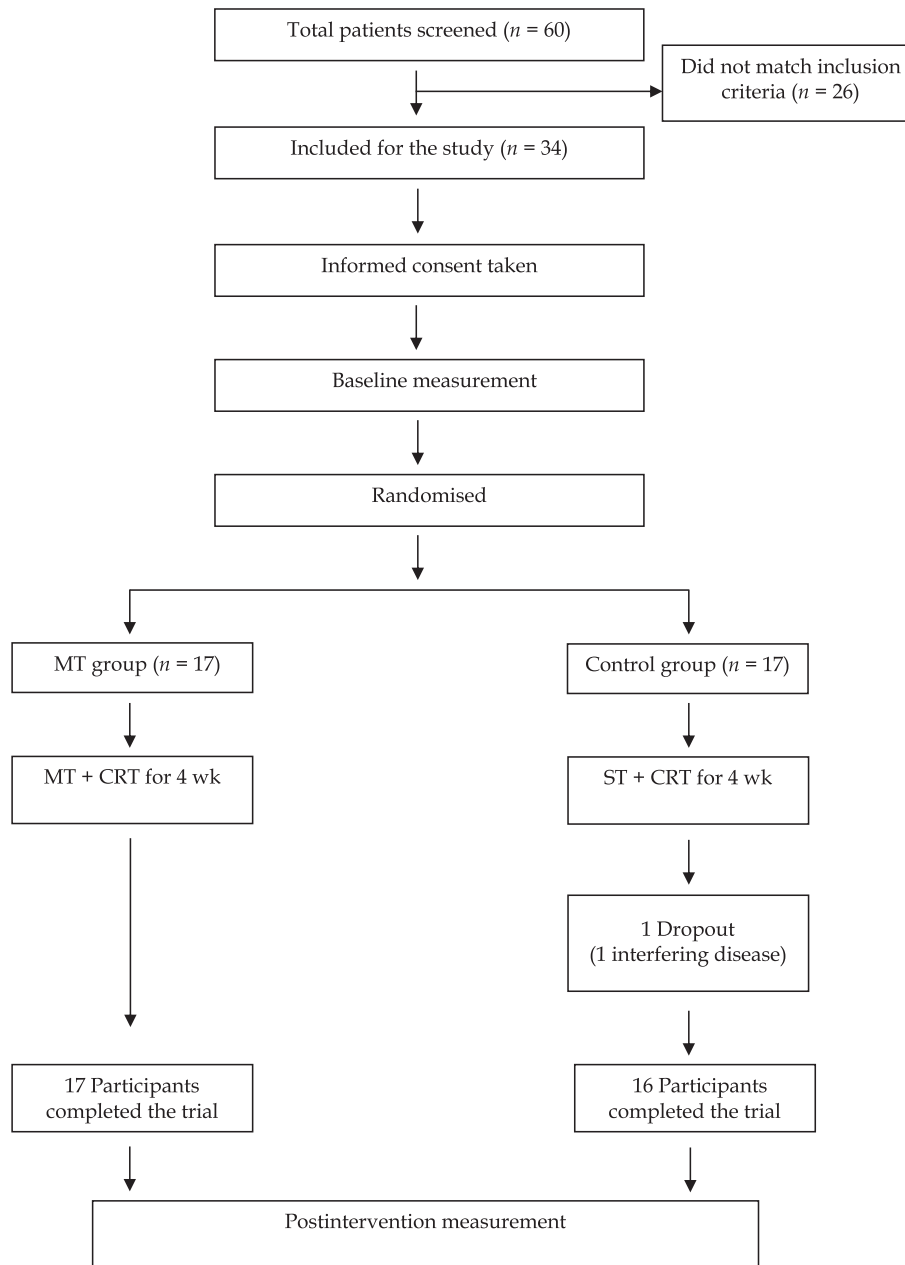 Total patients screened (n = 60)
Did not match inclusion
criteria (n = 26)
Included for the study (n = 34)
Informed consent taken
Baseline measurement
Randomised
MT group (n = 17)
Control group (n = 17)
MT + CRT for 4 wk
ST + CRT for 4 wk
1 Dropout
(1 interfering disease)
17 Participants
completed the trial
16 Participants
completed the trial
Postintervention measurement